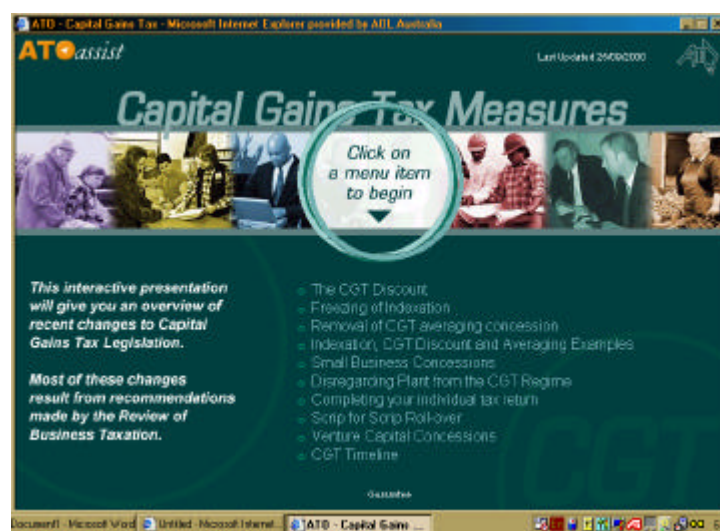 ATO - Capital Gains Tax - Microsoft Internet Explorer provided by AOL Australia
ATOassist
Last Updated 29/09/2000
Capital Gains Tax Measures
Click on
a menu item
to begin
This interactive presentation
will give you an overview of
recent changes to Capital
Gains Tax Legislation.
Most of these changes
result from recommendations
made by the Review of
Business Taxation.
The CGT Discount
Freezing of Indexation
Removal of CGT averaging concession
Indexation, CGT Discount and Averaging Examples
Small Business Concessions
Disregarding Plant from the CGT Regime
Completing your individual tax return
Scrip for Scrip Roll-over
Venture Capital Concessions
CGT Timeline
CGT
Guarantee
Document1 - Microsoft Word
Untitled - Microsoft Internet...
ATO - Capital Gains ...